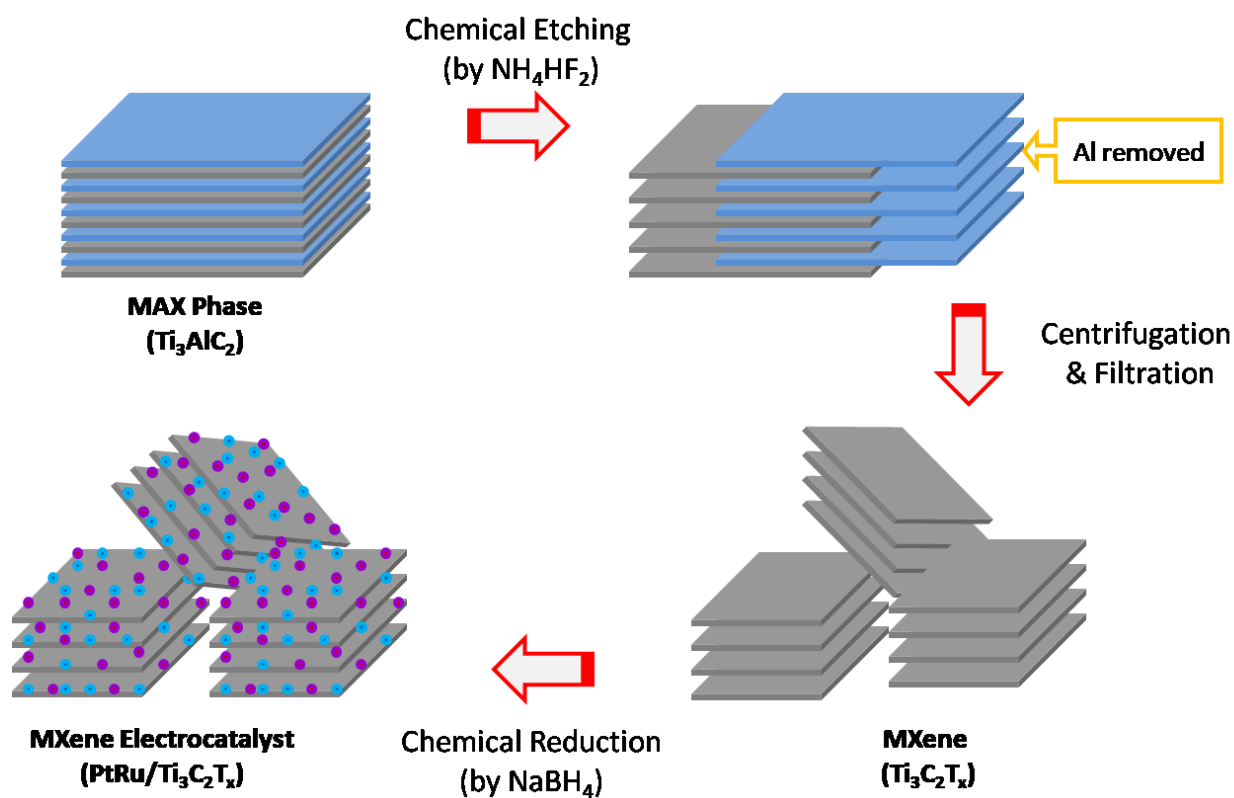 Chemical Etching
(by NH₄HF₂)
Al removed
MAX Phase
(Ti₃AlC₂)
Centrifugation
& Filtration
MXene Electrocatalyst
(PtRu/Ti₃C₂Tₓ)
Chemical Reduction
(by NaBH₄)
MXene
(Ti₃C₂Tₓ)